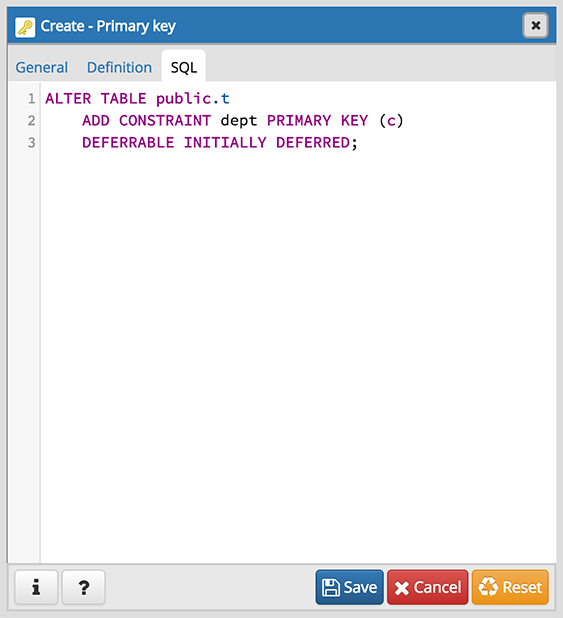 Create - Primary key
General Definition SQL
1 ALTER TABLE public.t
2 ADD CONSTRAINT dept PRIMARY KEY (c)
3 DEFERRABLE INITIALLY DEFERRED;
i ? Save Cancel Reset